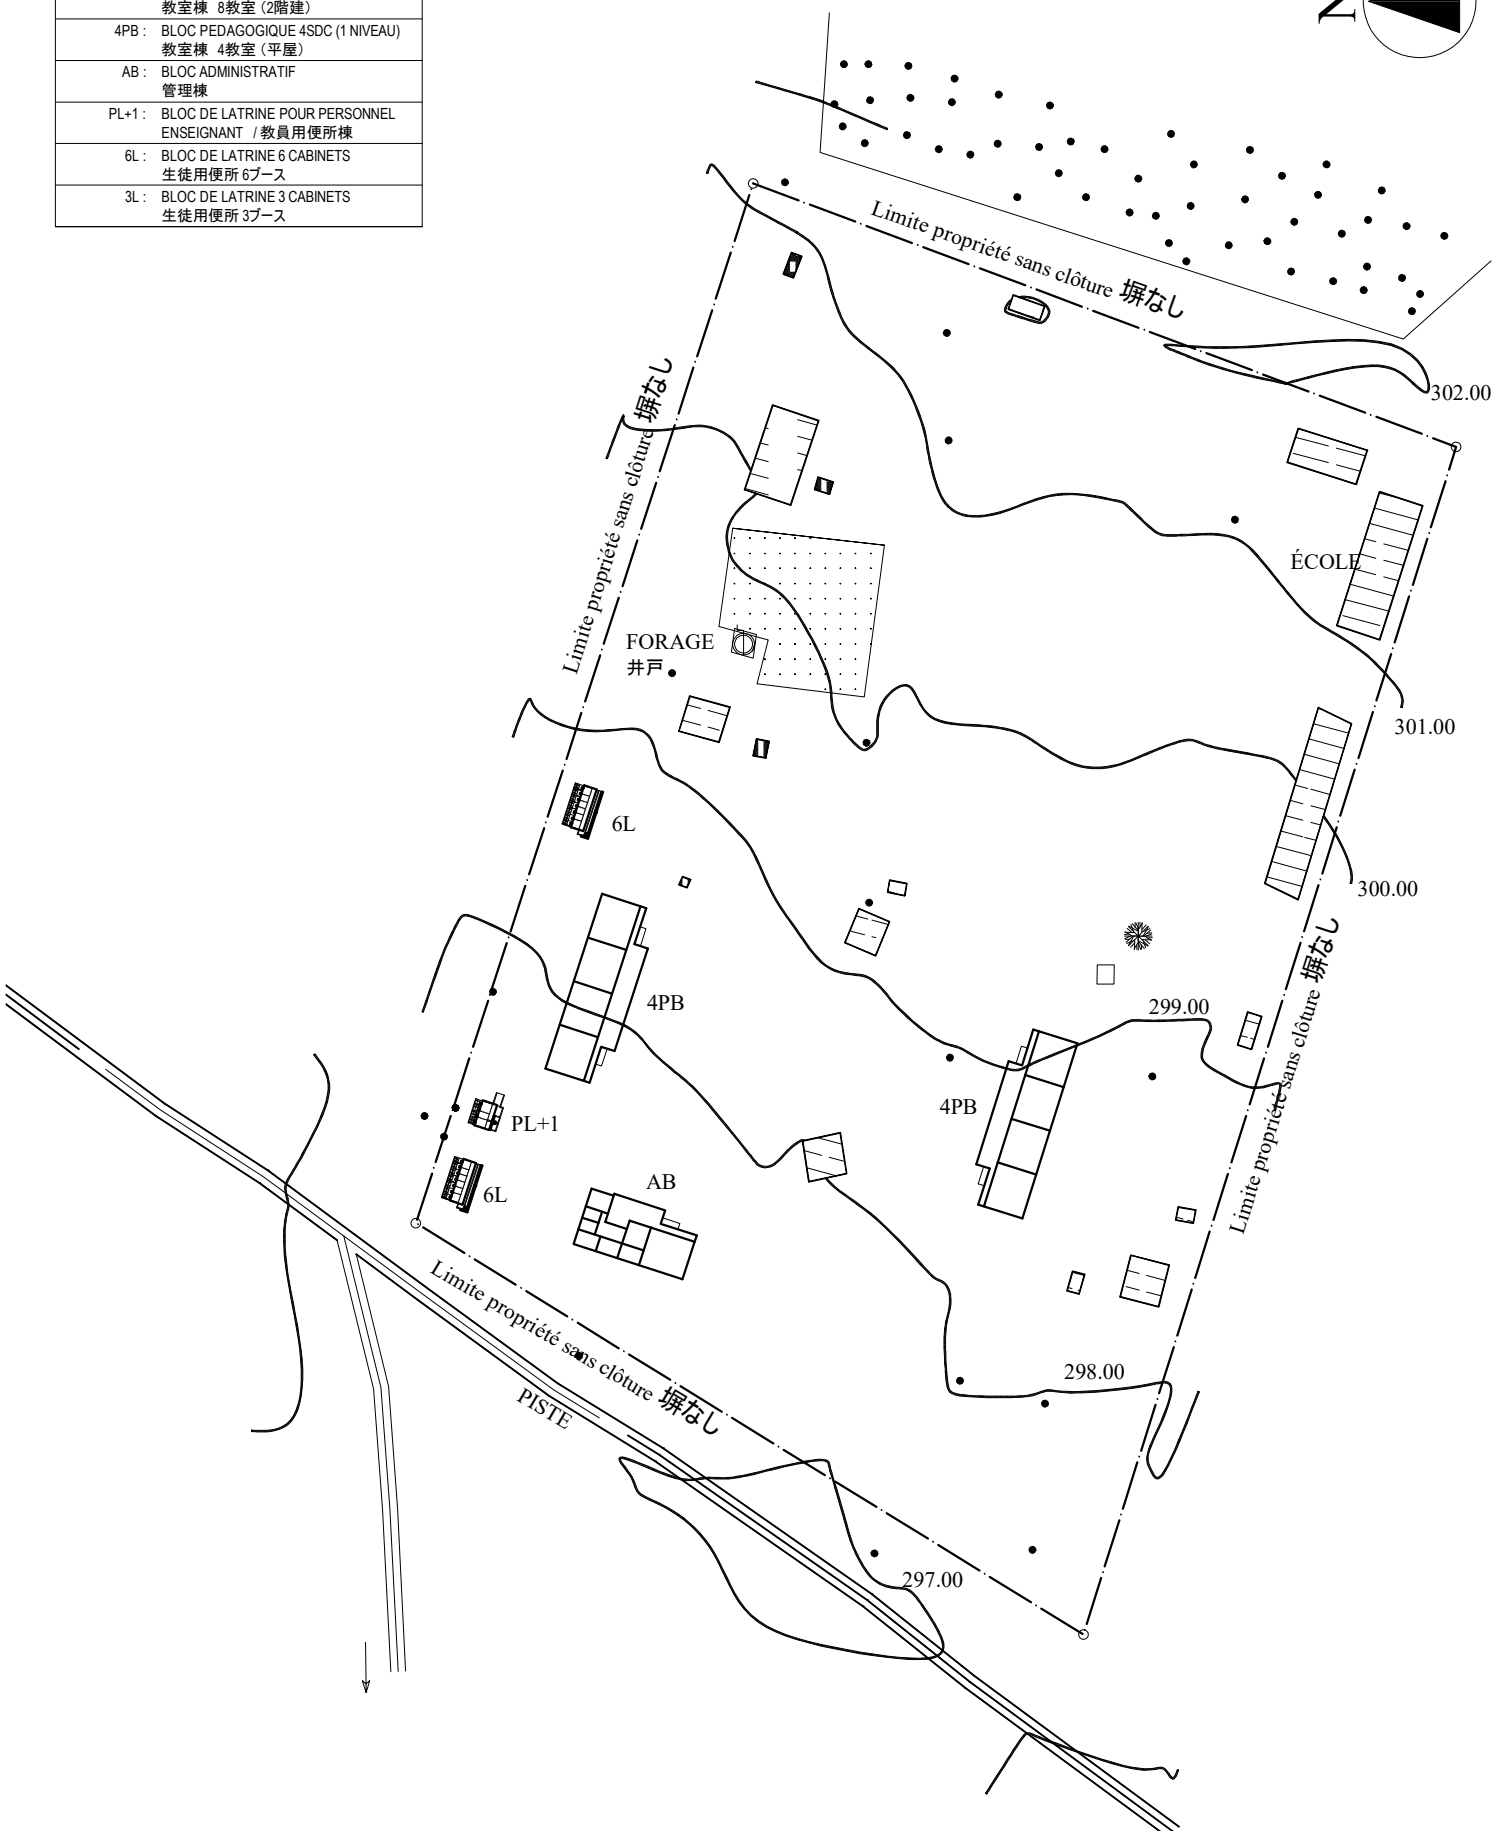 教室棟 8教室（2階建）
4PB : BLOC PEDAGOGIQUE 4SDC (1 NIVEAU)
教室棟 4教室（平屋）
AB : BLOC ADMINISTRATIF
管理棟
PL+1 : BLOC DE LATRINE POUR PERSONNEL
ENSEIGNANT / 教員用便所棟
6L : BLOC DE LATRINE 6 CABINETS
生徒用便所 6ブース
3L : BLOC DE LATRINE 3 CABINETS
生徒用便所 3ブース
N
Limite propriété sans clôture 塀なし
302.00
Limite propriété sans clôture 塀なし
ÉCOLE
FORAGE
井戸
301.00
6L
300.00
4PB
299.00
4PB
Limite propriété sans clôture 塀なし
PL+1
6L
AB
Limite propriété sans clôture 塀なし
298.00
PISTE
297.00